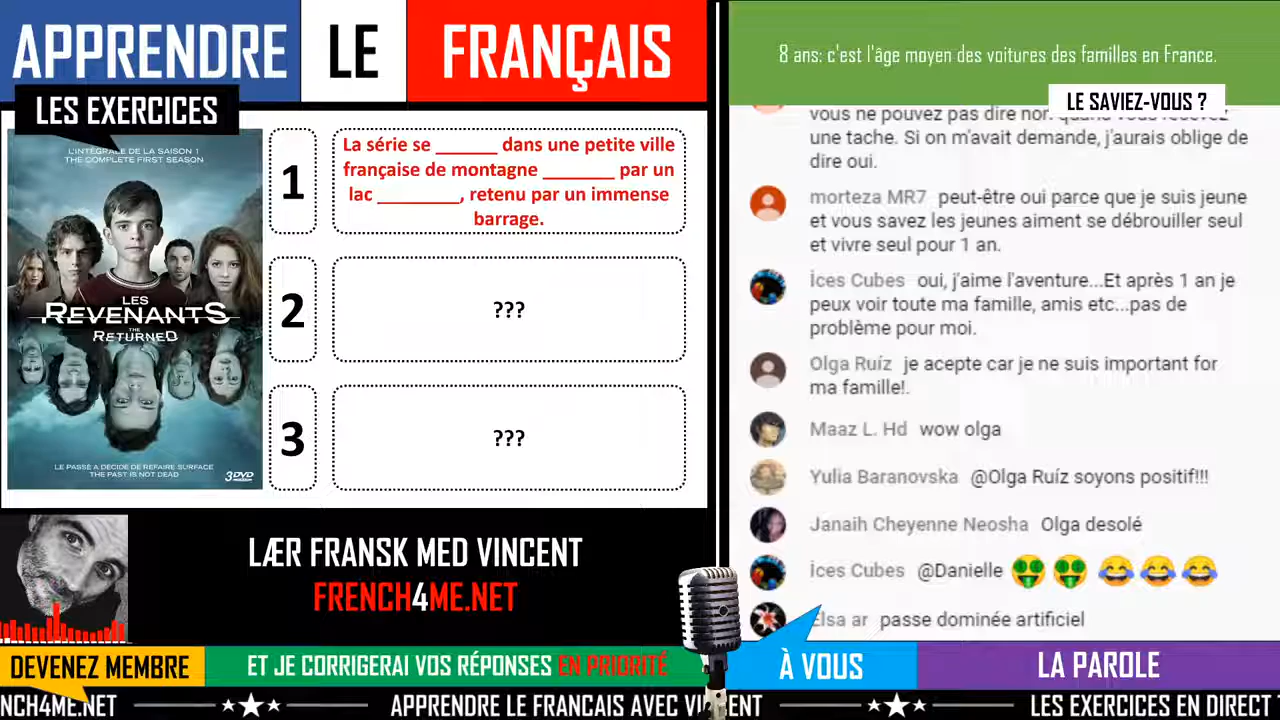 APPRENDRE LE FRANÇAIS
LES EXERCICES
L'INTÉGRALE DE LA SAISON 1
THE COMPLETE FIRST SEASON
LES
REVENANTS
THE
RETURNED
LE PASSÉ A DÉCIDÉ DE REFAIRE SURFACE
THE PAST IS NOT DEAD
3DVD
1
La série se ______ dans une petite ville
française de montagne _______ par un
lac ________, retenu par un immense
barrage.
2
???
3
???
LÆR FRANSK MED VINCENT
FRENCH4ME.NET
DEVENEZ MEMBRE
ET JE CORRIGERAI VOS RÉPONSES EN PRIORITÉ
8 ans: c'est l'âge moyen des voitures des familles en France.
LE SAVIEZ-VOUS ?
vous ne pouvez pas dire non. quand vous recevez
une tache. Si on m'avait demande, j'aurais oblige de
dire oui.
morteza MR7 peut-être oui parce que je suis jeune
et vous savez les jeunes aiment se débrouiller seul
et vivre seul pour 1 an.
İces Cubes oui, j'aime l'aventure...Et après 1 an je
peux voir toute ma famille, amis etc...pas de
problème pour moi.
Olga Ruíz je acepte car je ne suis important for
ma famille!.
Maaz L. Hd wow olga
Yulia Baranovska @Olga Ruíz soyons positif!!!
Janaih Cheyenne Neosha Olga desolé
İces Cubes @Danielle 🤑 🤑 😂 😂 😂
Elsa ar passe dominée artificiel
À VOUS
LA PAROLE
NCH4ME.NET
APPRENDRE LE FRANCAIS AVEC
LES EXERCICES EN DIRECT